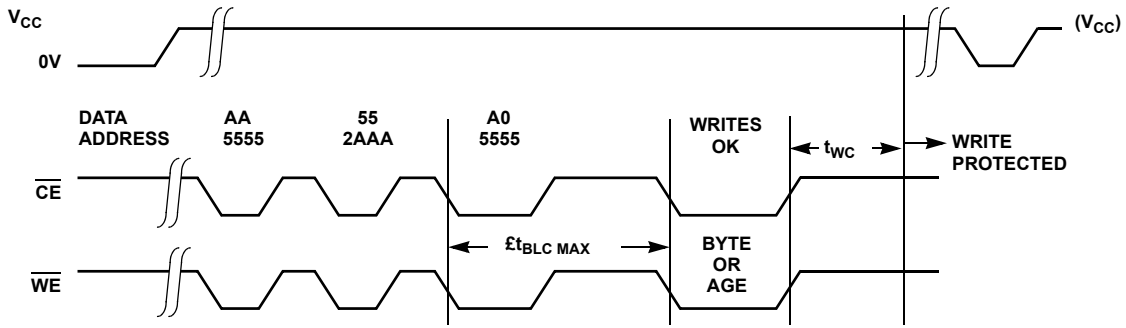 VCC
(VCC)
0V
DATA AA 55 A0 WRITES
ADDRESS 5555 2AAA 5555 OK
tWC
WRITE
PROTECTED
CE
£tBLC MAX
BYTE
OR
AGE
WE